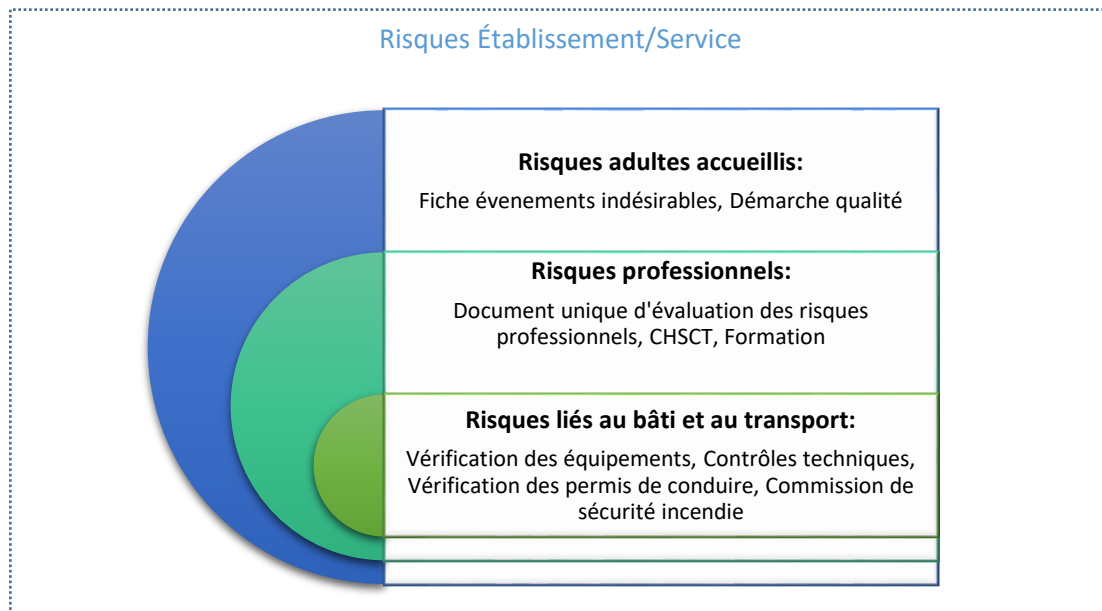 Risques Établissement/Service
Risques adultes accueillis:
Fiche évenements indésirables, Démarche qualité
Risques professionnels:
Document unique d'évaluation des risques
professionnels, CHSCT, Formation
Risques liés au bâti et au transport:
Vérification des équipements, Contrôles techniques,
Vérification des permis de conduire, Commission de
sécurité incendie